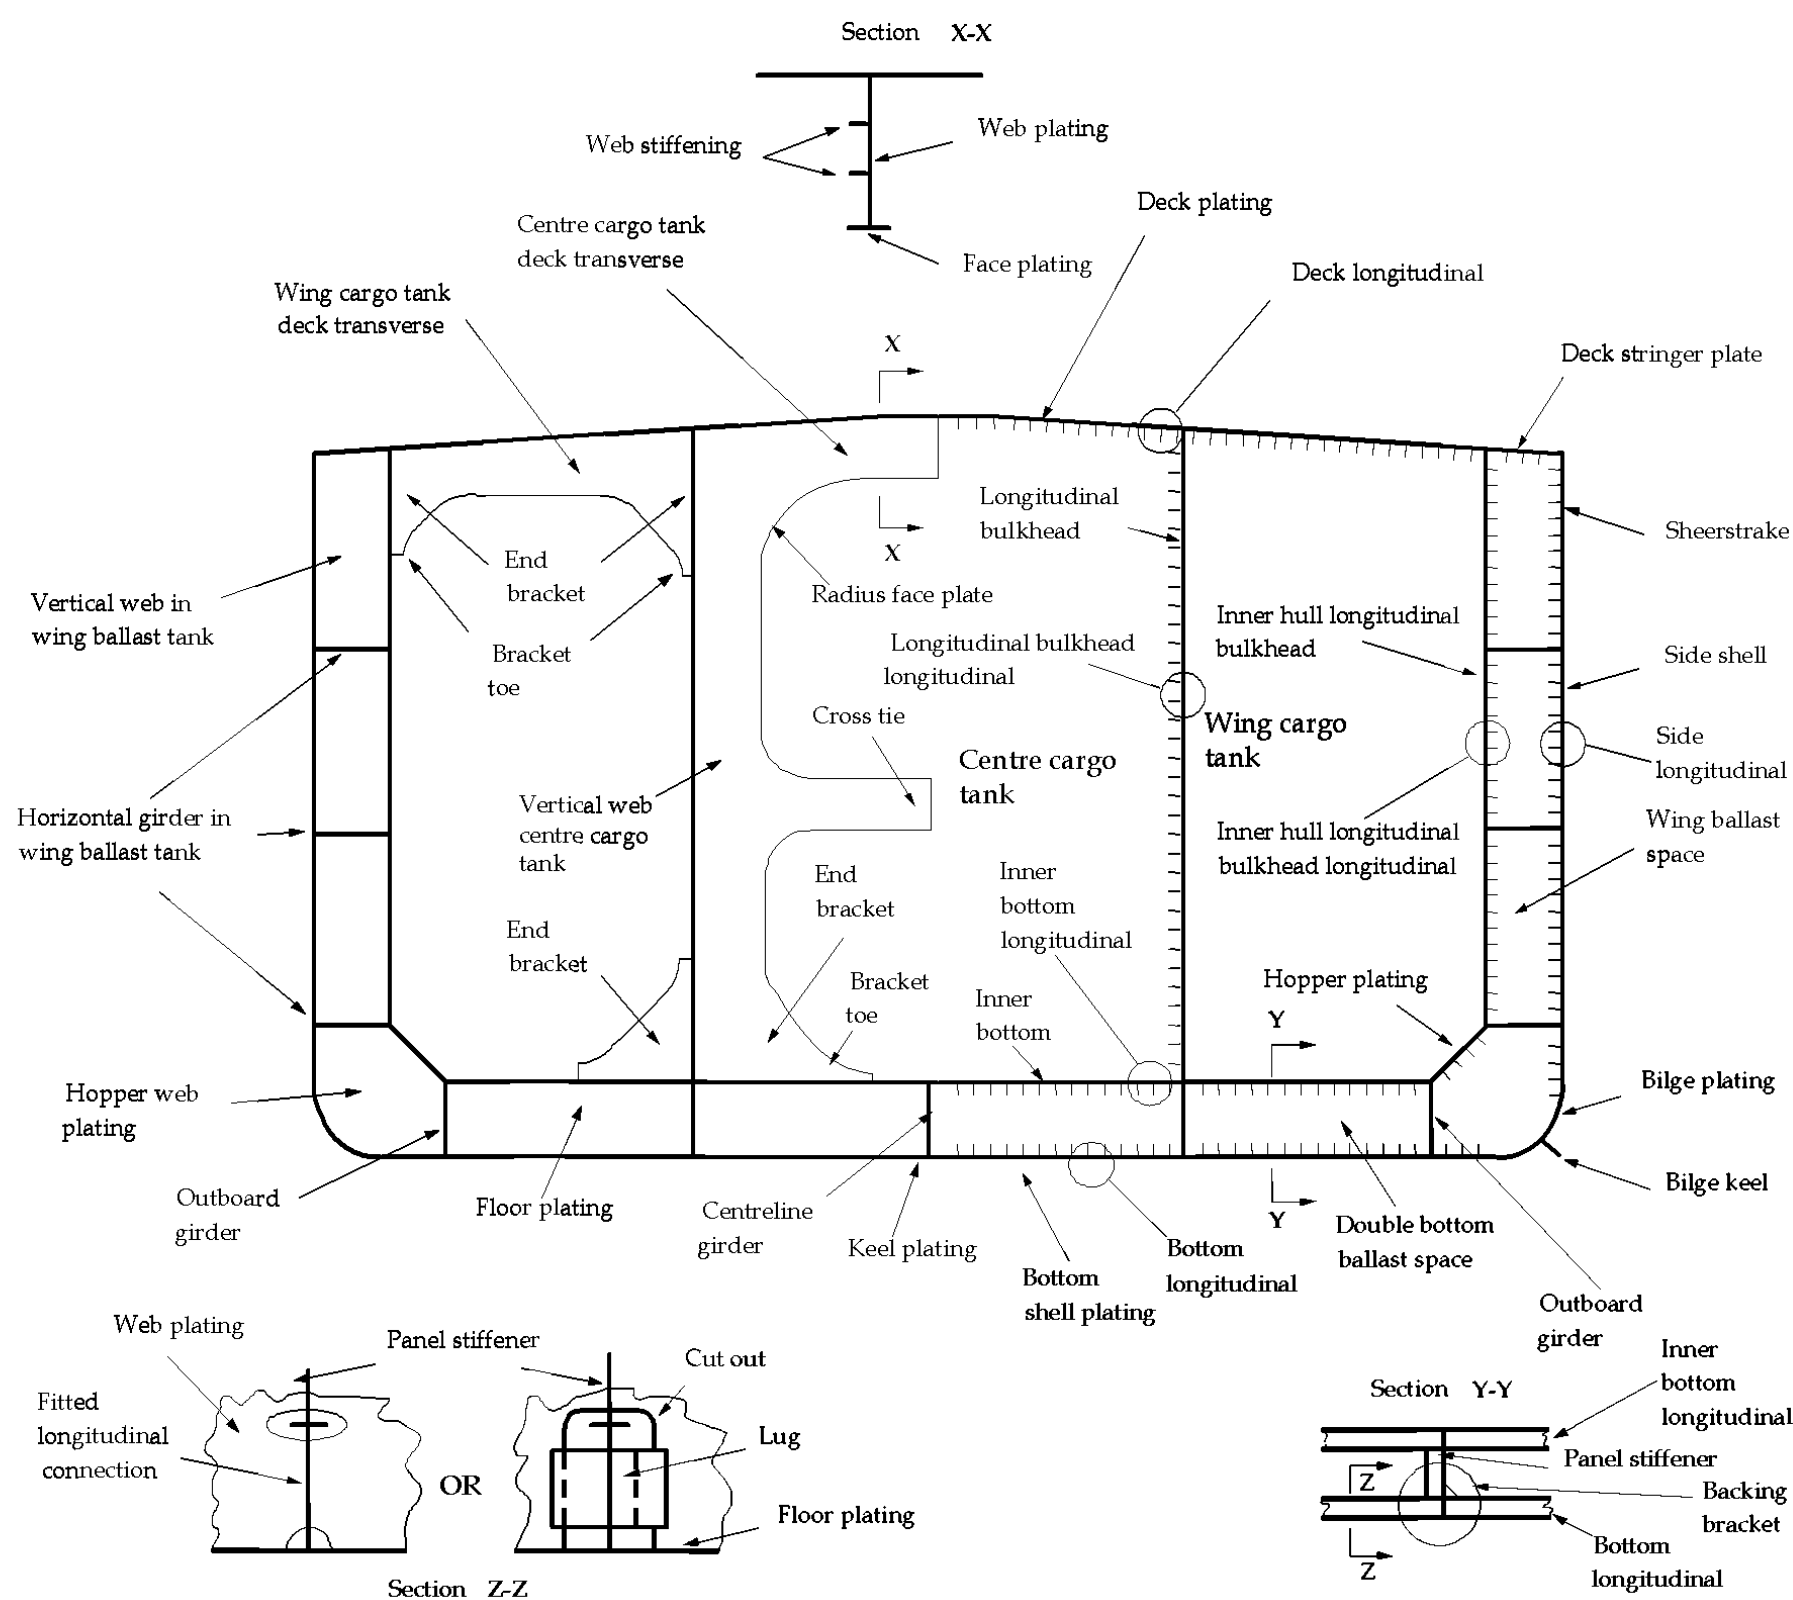 Section X-X
Web stiffening
Web plating
Face plating
Deck plating
Centre cargo tank
deck transverse
Deck longitudinal
Wing cargo tank
deck transverse
X
Deck stringer plate
Longitudinal
bulkhead
Sheerstrake
X
End
bracket
Radius face plate
Vertical web in
wing ballast tank
Inner hull longitudinal
bulkhead
Longitudinal bulkhead
longitudinal
Bracket
toe
Side shell
Cross tie
Wing cargo
tank
Side
longitudinal
Centre cargo
tank
Vertical web
centre cargo
tank
Horizontal girder in
wing ballast tank
Inner hull longitudinal
bulkhead longitudinal
Wing ballast
space
End
bracket
Inner
bottom
longitudinal
End
bracket
Bracket
toe
Inner
bottom
Hopper plating
Y
Hopper web
plating
Bilge plating
Bilge keel
Outboard
girder
Floor plating
Centreline
girder
Keel plating
Y
Double bottom
ballast space
Bottom
longitudinal
Bottom
shell plating
Outboard
girder
Web plating
Panel stiffener
Cut out
Fitted
longitudinal
connection
OR
Lug
Floor plating
Section Z-Z
Section Y-Y
Inner
bottom
longitudinal
Panel stiffener
Z
Backing
bracket
Z
Bottom
longitudinal